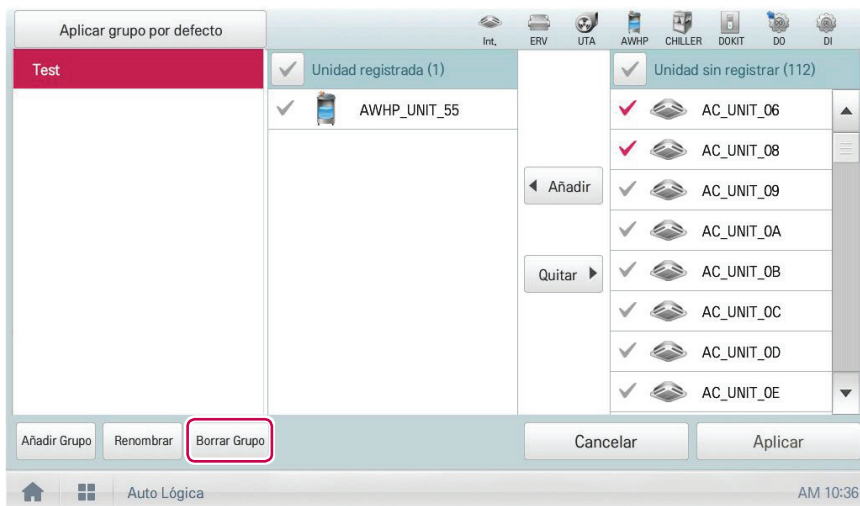 Aplicar grupo por defecto
Int.
ERV
UTA
AWHP
CHILLER
DOKIT
DO
DI
Test
Unidad registrada (1)
AWHP_UNIT_55
Añadir
Quitar
Unidad sin registrar (112)
AC_UNIT_06
AC_UNIT_08
AC_UNIT_09
AC_UNIT_0A
AC_UNIT_0B
AC_UNIT_0C
AC_UNIT_0D
AC_UNIT_0E
Añadir Grupo
Renombrar
Borrar Grupo
Cancelar
Aplicar
Auto Lógica
AM 10:36